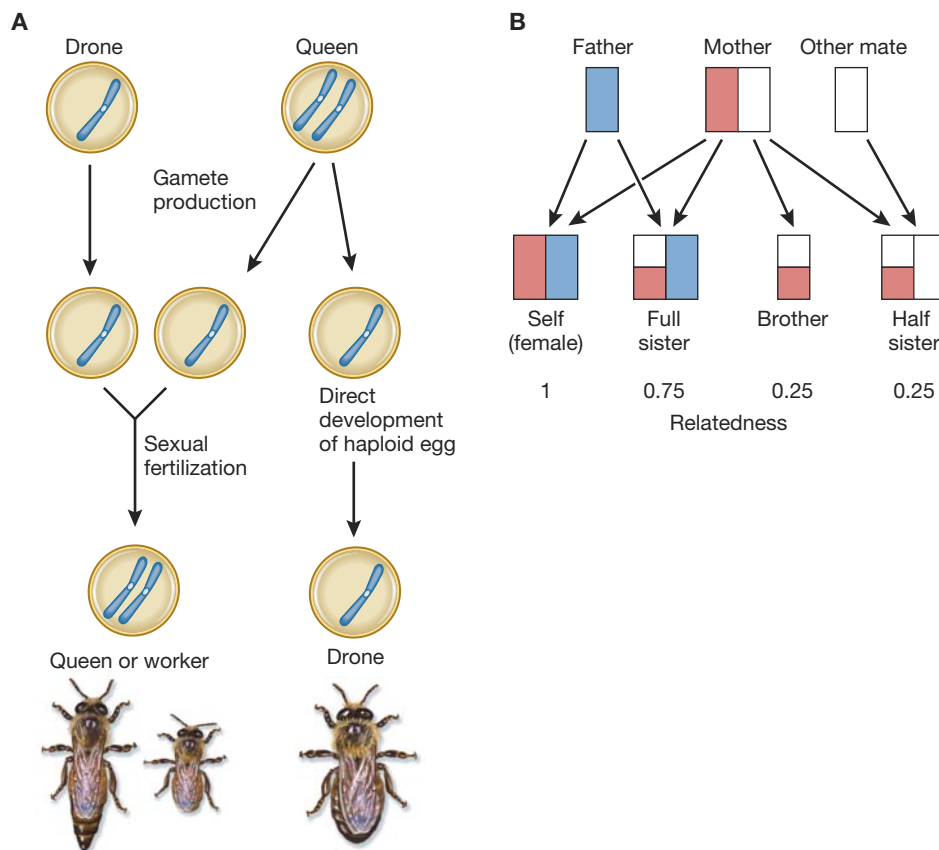 A
Drone
Queen
Gamete
production
Direct
development
of haploid egg
Sexual
fertilization
Queen or worker
Drone
B
Father
Mother
Other mate
Self
(female)
Full
sister
Brother
Half
sister
1
0.75
0.25
0.25
Relatedness